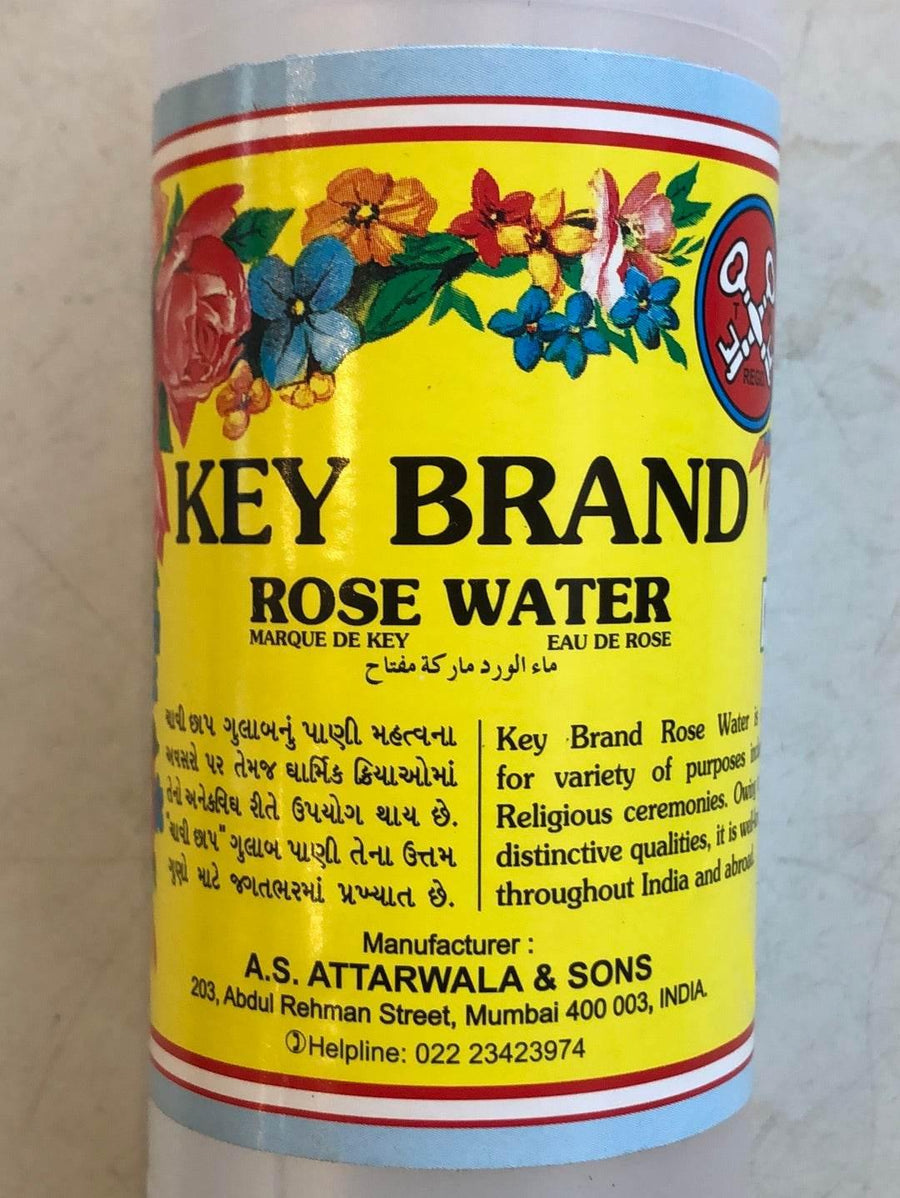 KEY BRAND
ROSE WATER
MARQUE DE KEY EAU DE ROSE
ماء الورد ماركة مفتاح
ચાવી છાપ ગુલાબનું પાણી મહત્વના
અવસરો પર તેમજ ધાર્મિક ક્રિયાઓમાં
તેનો અનેકવિધ રીતે ઉપયોગ થાય છે.
"ચાવી છાપ" ગુલાબ પાણી તેના ઉત્તમ
ગુણો માટે જગતભરમાં પ્રખ્યાત છે.
Key Brand Rose Water
for variety of purposes
Religious ceremonies.
distinctive qualities, it is
throughout India and abroad.
Manufacturer :
A.S. ATTARWALA & SONS
203, Abdul Rehman Street, Mumbai 400 003, INDIA.
Helpline: 022 23423974